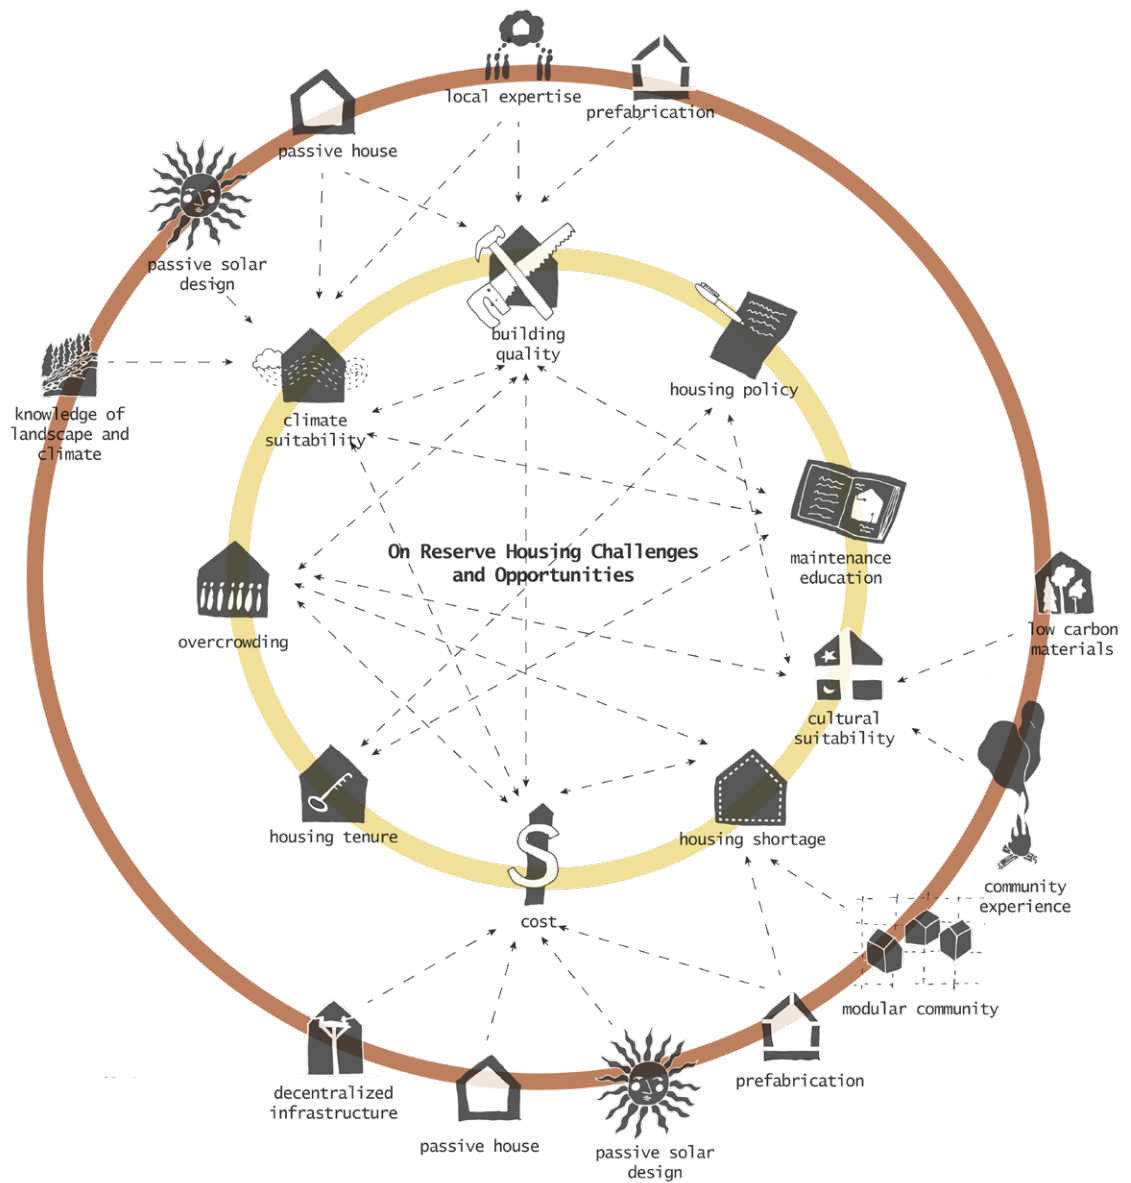 local expertise
prefabrication
passive house
passive solar
design
building
quality
housing policy
knowledge of
landscape and
climate
climate
suitability
On Reserve Housing Challenges
and Opportunities
maintenance
education
overcrowding
low carbon
materials
cultural
suitability
housing tenure
housing shortage
community
experience
cost
modular community
decentralized
infrastructure
prefabrication
passive house
passive solar
design